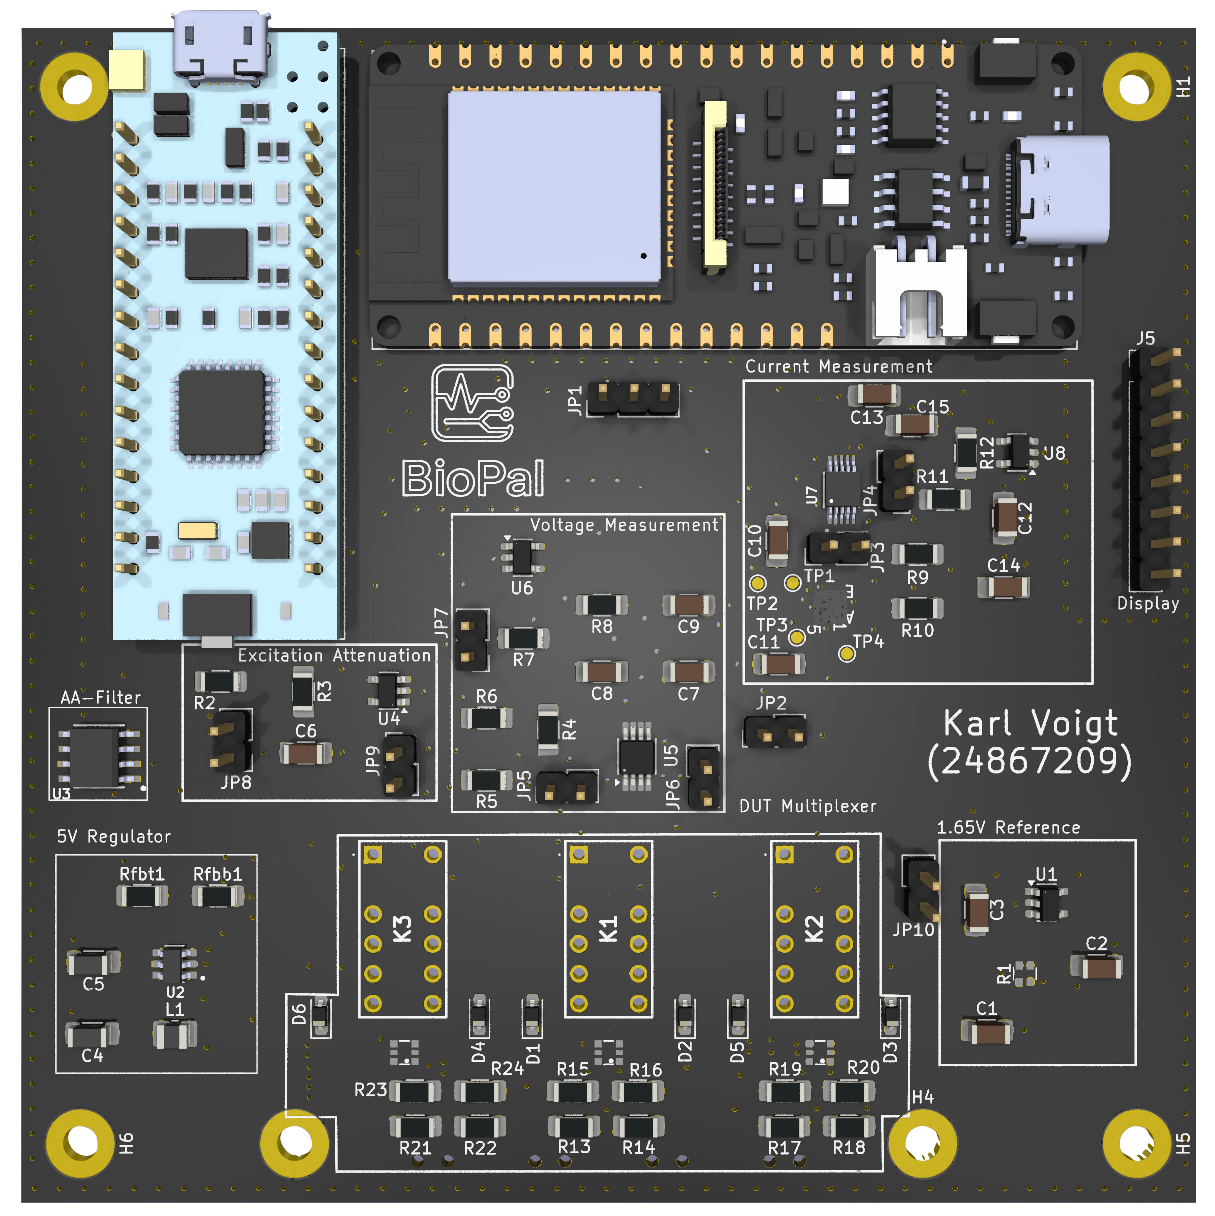 H1
J5
Current Measurement
JP1
C13
C15
R12
U8
BioPal
U7
JP4
R11
C12
Voltage Measurement
C10
JP3
R9
C14
U6
TP1
TP2
Display
JP7
R8
C9
TP3
5
1
R10
R7
C11
TP4
Excitation Attenuation
C8
C7
R2
R3
AA-Filter
U4
R6
R4
JP2
Karl Voigt
(24867209)
C6
JP9
U5
U3
JP8
R5
JP5
JP6
DUT Multiplexer
5V Regulator
1.65V Reference
Rfbt1
Rfbb1
U1
K3
K1
K2
C3
JP10
C2
R1
C5
U2
L1
C1
C4
D6
D4
D1
D2
D5
D3
R23
R24
R15
R16
R19
R20
H4
R21
R22
R13
R14
R17
R18
H6
H5